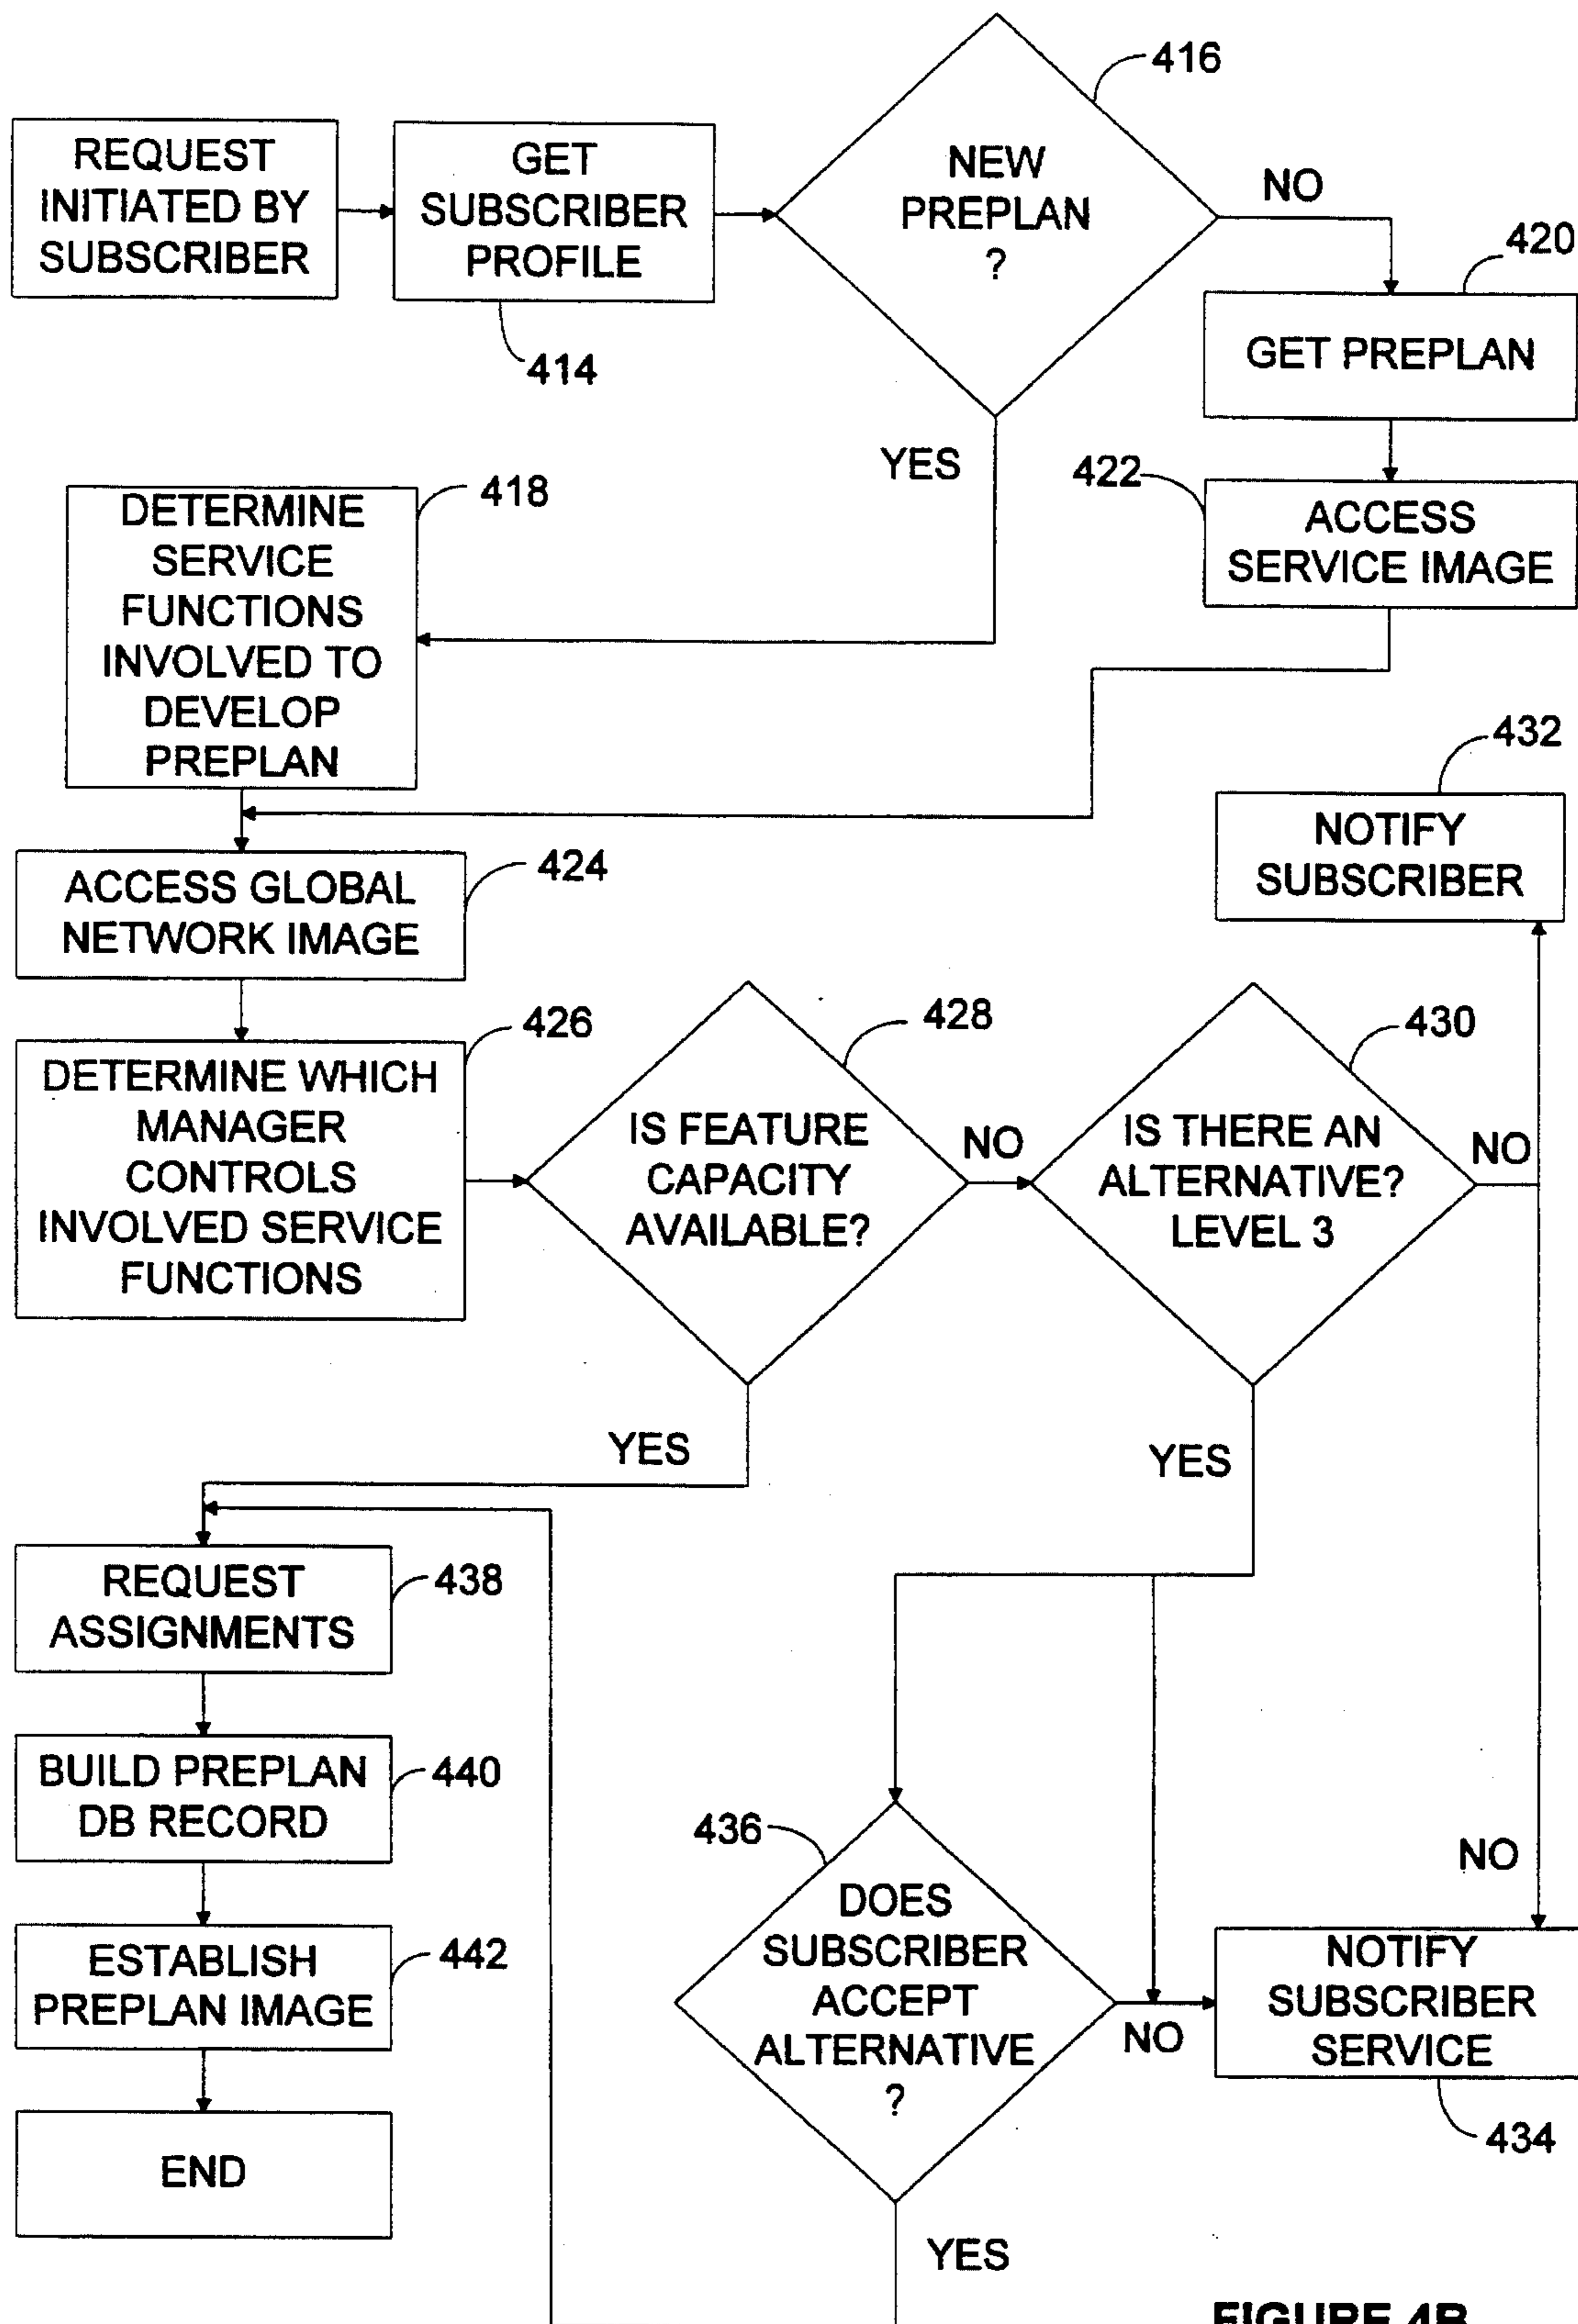 REQUEST
INITIATED BY
SUBSCRIBER
GET
SUBSCRIBER
PROFILE
414
NEW
PREPLAN
?
416
NO
YES
420
GET PREPLAN
422
ACCESS
SERVICE IMAGE
418
DETERMINE
SERVICE
FUNCTIONS
INVOLVED TO
DEVELOP
PREPLAN
432
NOTIFY
SUBSCRIBER
424
ACCESS GLOBAL
NETWORK IMAGE
426
DETERMINE WHICH
MANAGER
CONTROLS
INVOLVED SERVICE
FUNCTIONS
428
IS FEATURE
CAPACITY
AVAILABLE?
NO
YES
430
IS THERE AN
ALTERNATIVE?
LEVEL 3
NO
YES
REQUEST
ASSIGNMENTS
438
BUILD PREPLAN
DB RECORD
440
ESTABLISH
PREPLAN IMAGE
442
END
436
DOES
SUBSCRIBER
ACCEPT
ALTERNATIVE
?
NO
YES
NO
NOTIFY
SUBSCRIBER
SERVICE
434
FIGURE 4B